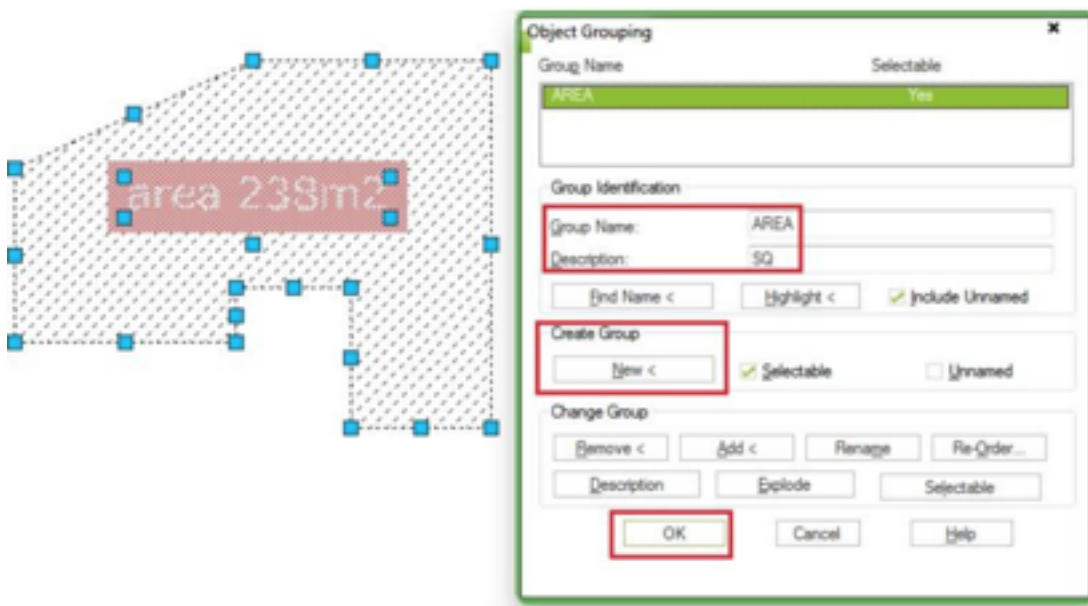 area 238m2
Object Grouping
Group Name Selectable
AREA Yes
Group Identification
Group Name: AREA
Description: SQ
Find Name < Highlight < Include Unnamed
Create Group
New < Selectable Unnamed
Change Group
Remove < Add < Rename Re-Order...
Description Explode Selectable
OK Cancel Help